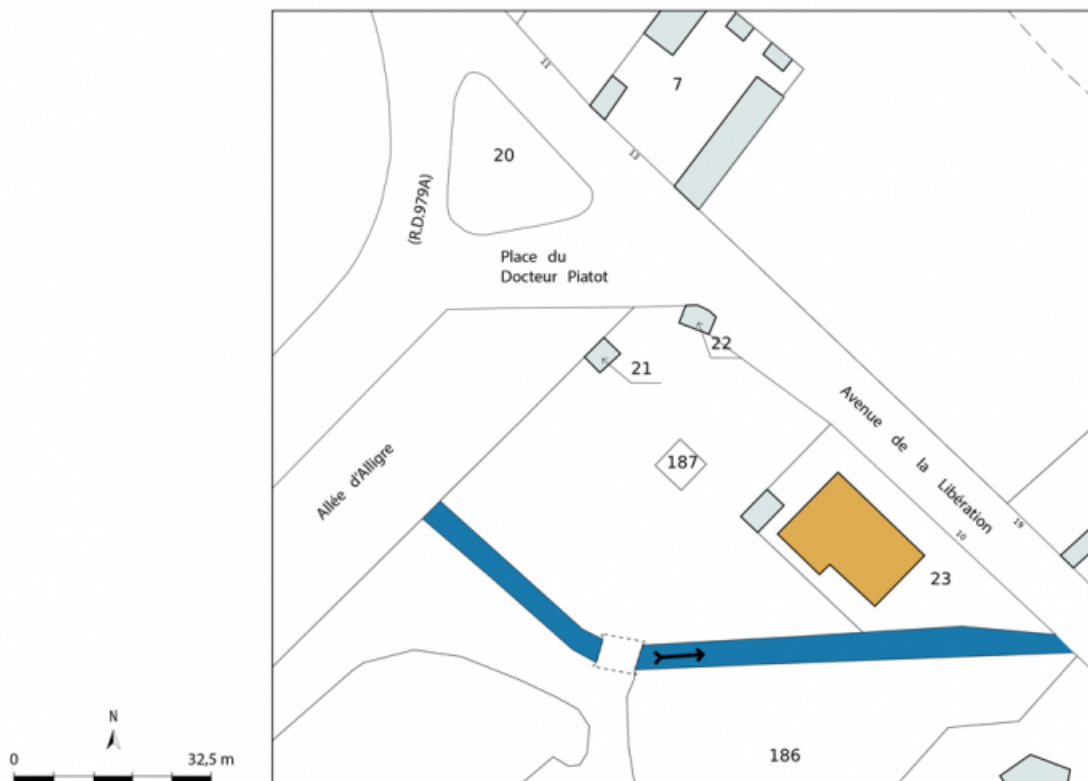 11
7
13
20
(R.D.979A)
Place du
Docteur Piatot
22
21
Avenue de la Libération
187
Allée d'Alligre
19
10
23
N
0 32,5 m
186